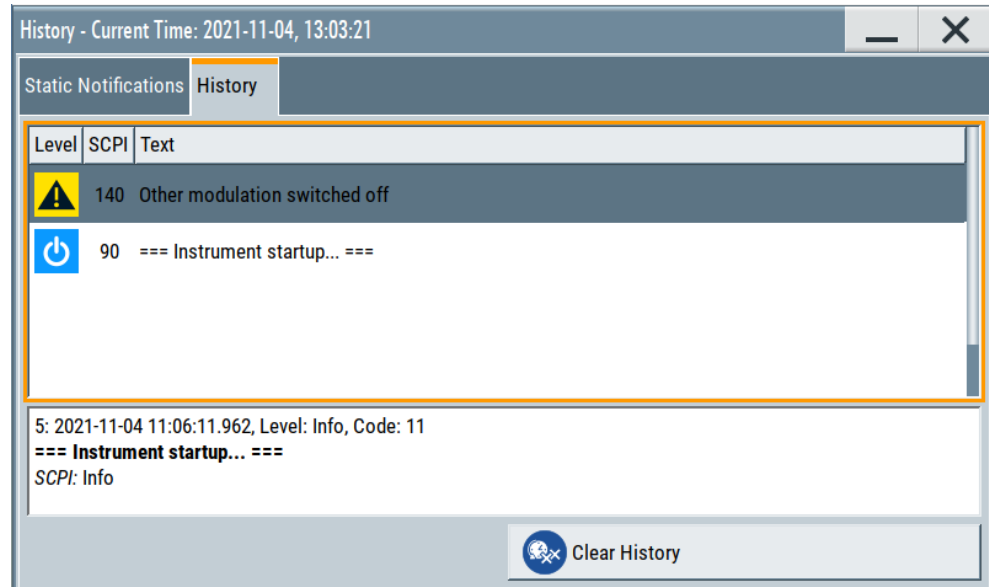 History - Current Time: 2021-11-04, 13:03:21
Static Notifications History
Level SCPI Text
140 Other modulation switched off
90 === Instrument startup... ===
5: 2021-11-04 11:06:11.962, Level: Info, Code: 11
=== Instrument startup... ===
SCPI: Info
Clear History